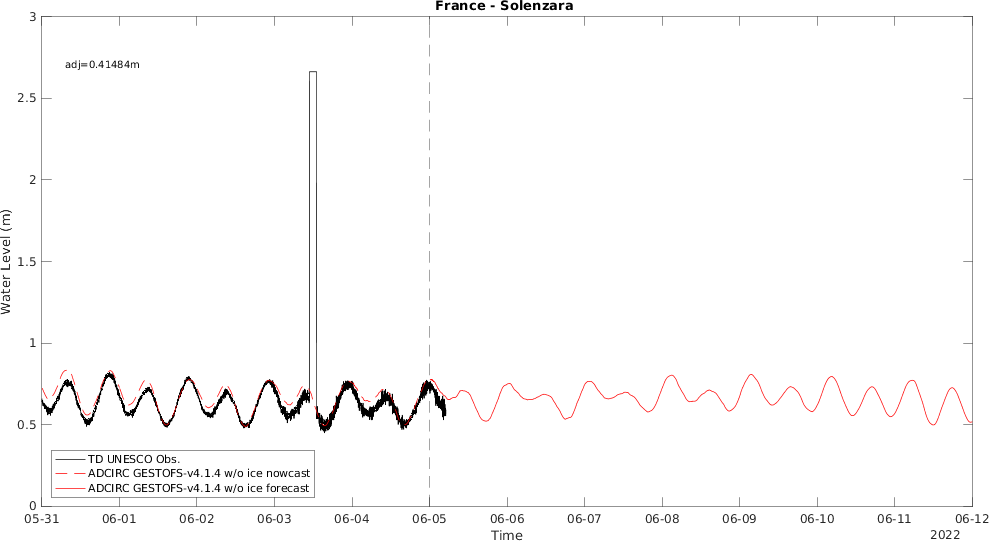 France - Solenzara
adj=0.41484m
3
2.5
2
1.5
1
0.5
0
Water Level (m)
TD UNESCO Obs.
ADCIRC GESTOFS-v4.1.4 w/o ice nowcast
ADCIRC GESTOFS-v4.1.4 w/o ice forecast
05-31 06-01 06-02 06-03 06-04 06-05 06-06 06-07 06-08 06-09 06-10 06-11 06-12
Time
2022